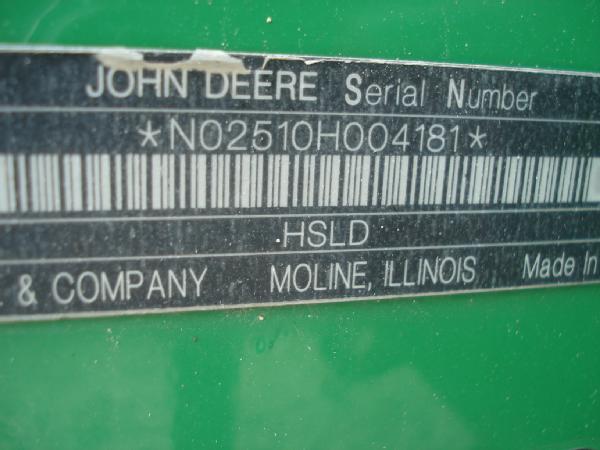 JOHN DEERE Serial Number
*N02510H004181*
HSLD
& COMPANY MOLINE, ILLINOIS Made In